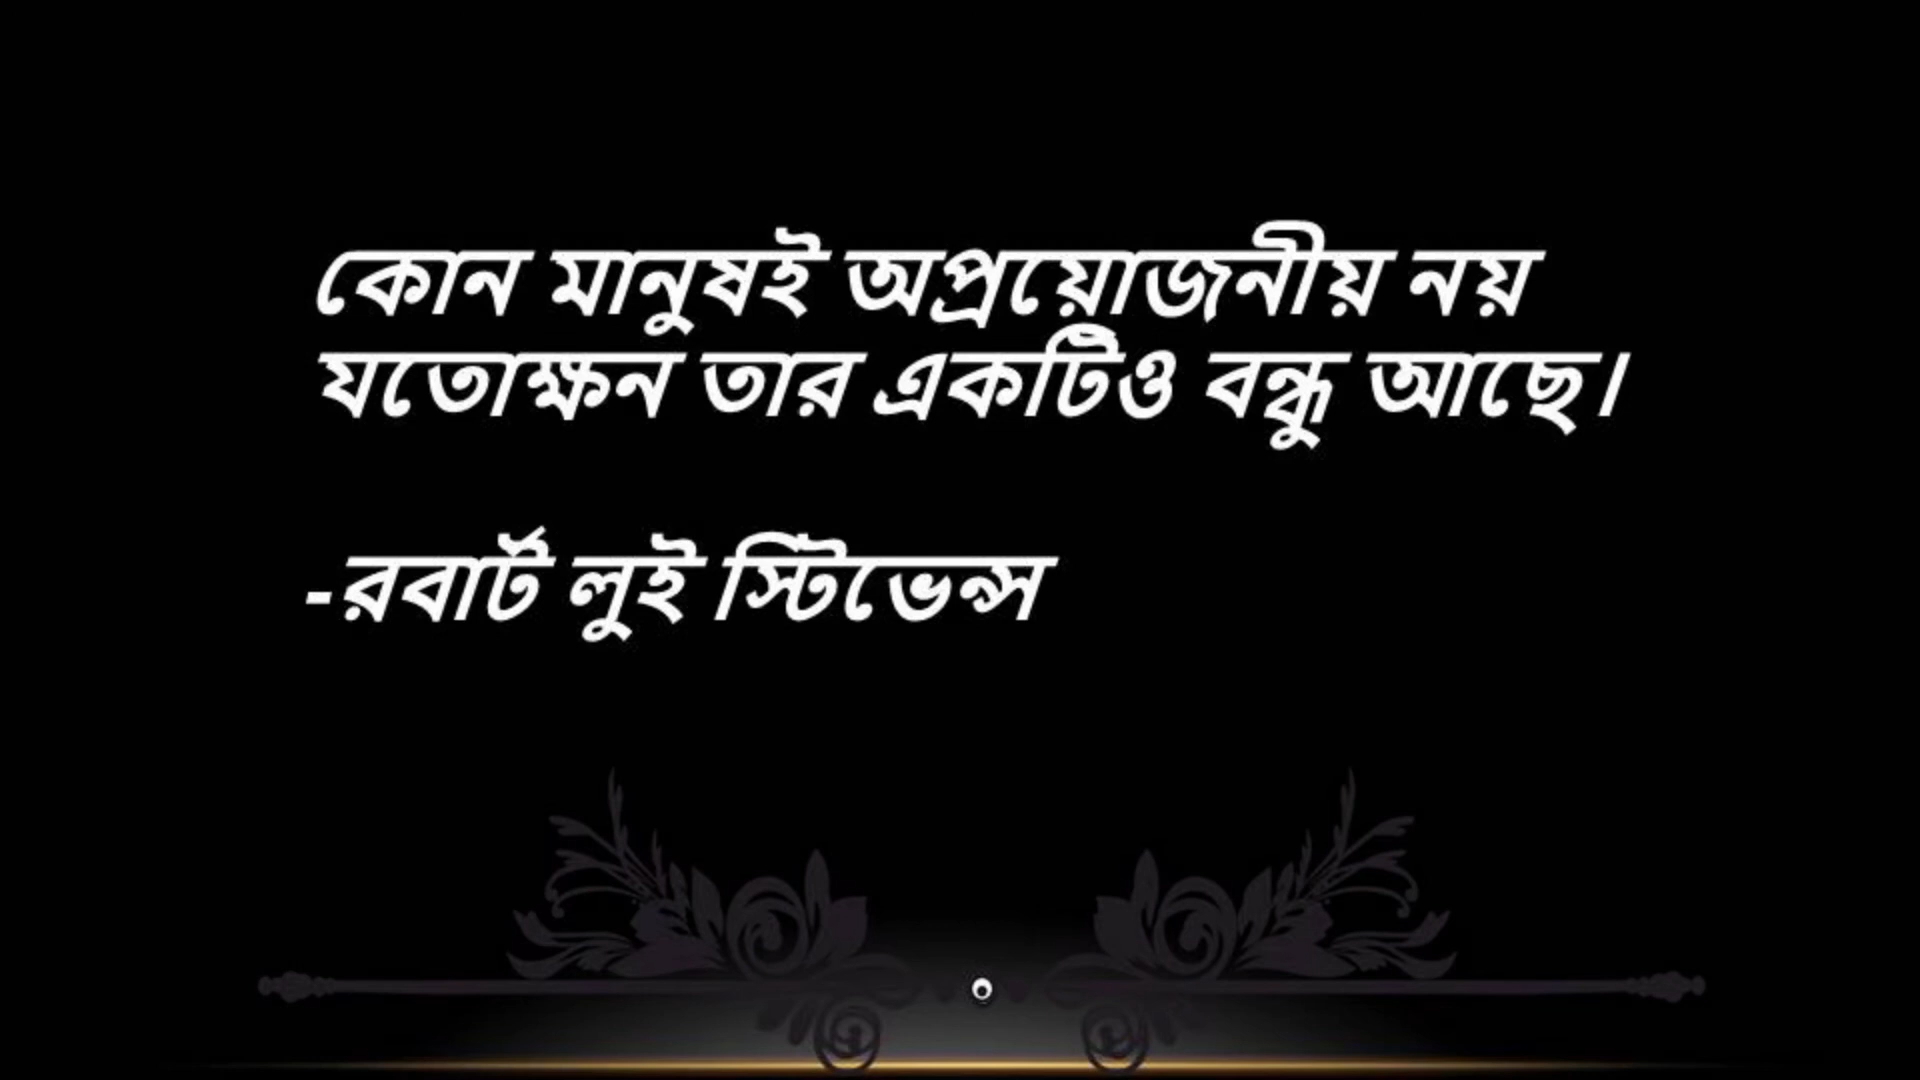 কোন মানুষই অপ্রয়োজনীয় নয়
যতোক্ষন তার একটিও বন্ধু আছে।
-রবার্ট লুই স্টিভেন্স